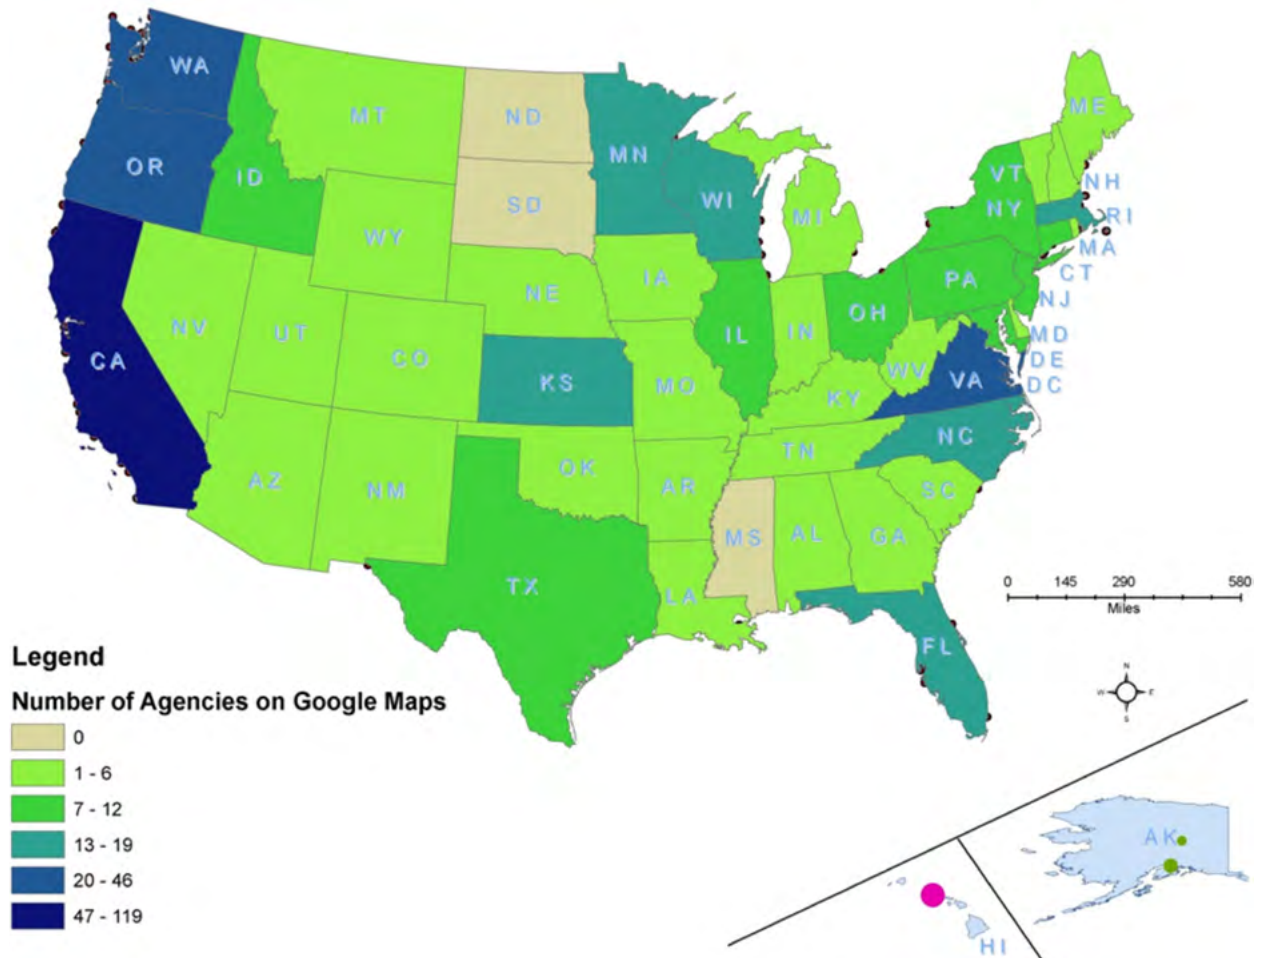 WA
MT
ND
MN
ME
OR
ID
SD
WI
MI
VT
NH
NY
RI
WY
MA
CT
NE
IA
PA
NJ
NV
UT
CO
IL
IN
OH
MD
CA
KS
MO
KY
WV
VA
DE
DC
AZ
NM
OK
AR
TN
NC
SC
MS
AL
GA
TX
LA
FL
0 145 290 580
Miles
N
W E
S
Legend
Number of Agencies on Google Maps
0
1 - 6
7 - 12
13 - 19
20 - 46
47 - 119
AK
HI